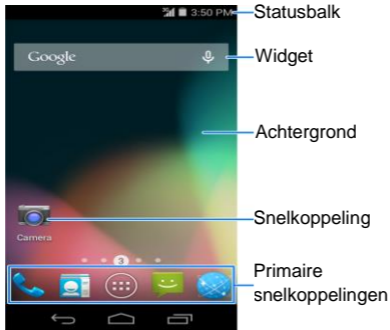 3:50 PM
Statusbalk
Google
Widget
Achtergrond
Snelkoppeling
Camera
3
Primaire
snelkoppelingen